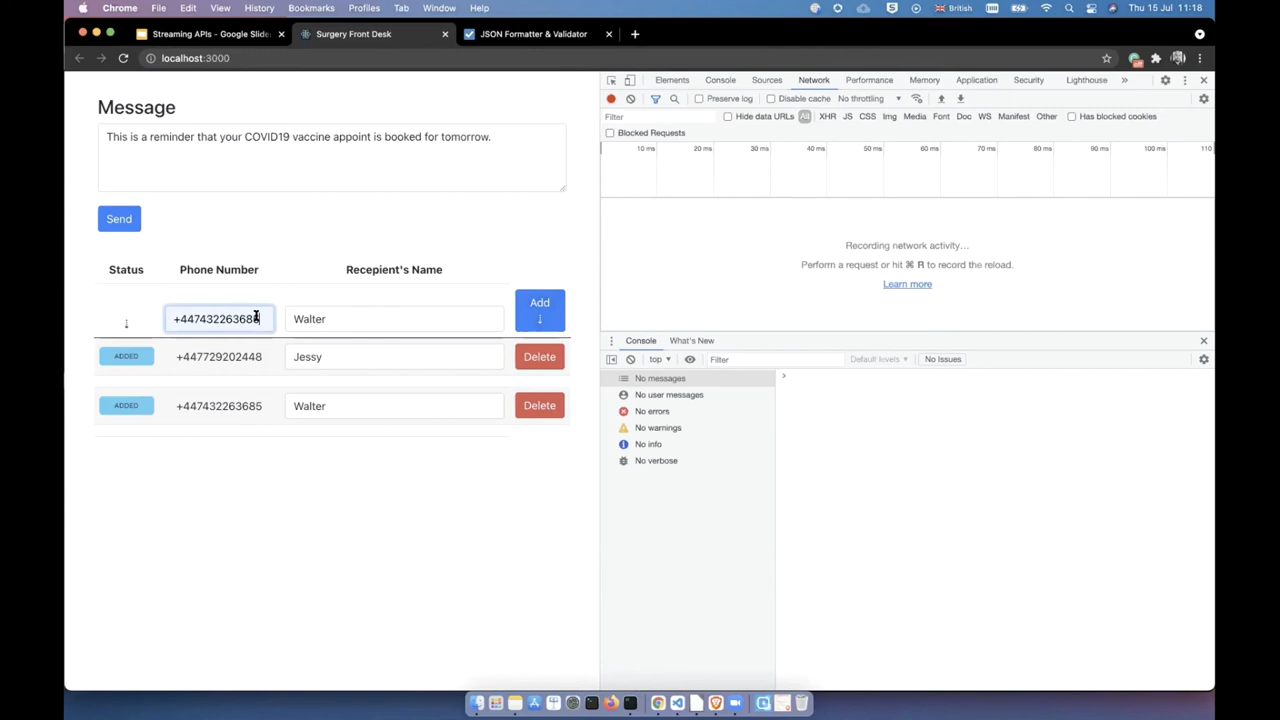 Chrome File Edit View History Bookmarks Profiles Tab Window Help British Thu 15 Jul 11:18
Streaming APIs - Google Slide
Surgery Front Desk
JSON Formatter & Validator
localhost:3000
Elements Console Sources Network Performance Memory Application Security Lighthouse
Preserve log Disable cache No throttling
Filter Hide data URLs All XHR JS CSS Img Media Font Doc WS Manifest Other Has blocked cookies
Blocked Requests
10 ms 20 ms 30 ms 40 ms 50 ms 60 ms 70 ms 80 ms 90 ms 100 ms 110
Recording network activity…
Perform a request or hit ⌘ R to record the reload.
Learn more
Console What's New
top Filter Default levels No Issues
No messages
No user messages
No errors
No warnings
No info
No verbose
Message
This is a reminder that your COVID19 vaccine appoint is booked for tomorrow.
Send
Status Phone Number Recepient's Name
↓ Walter Add ↓
ADDED +447729202448 Jessy Delete
ADDED +447432263685 Walter Delete